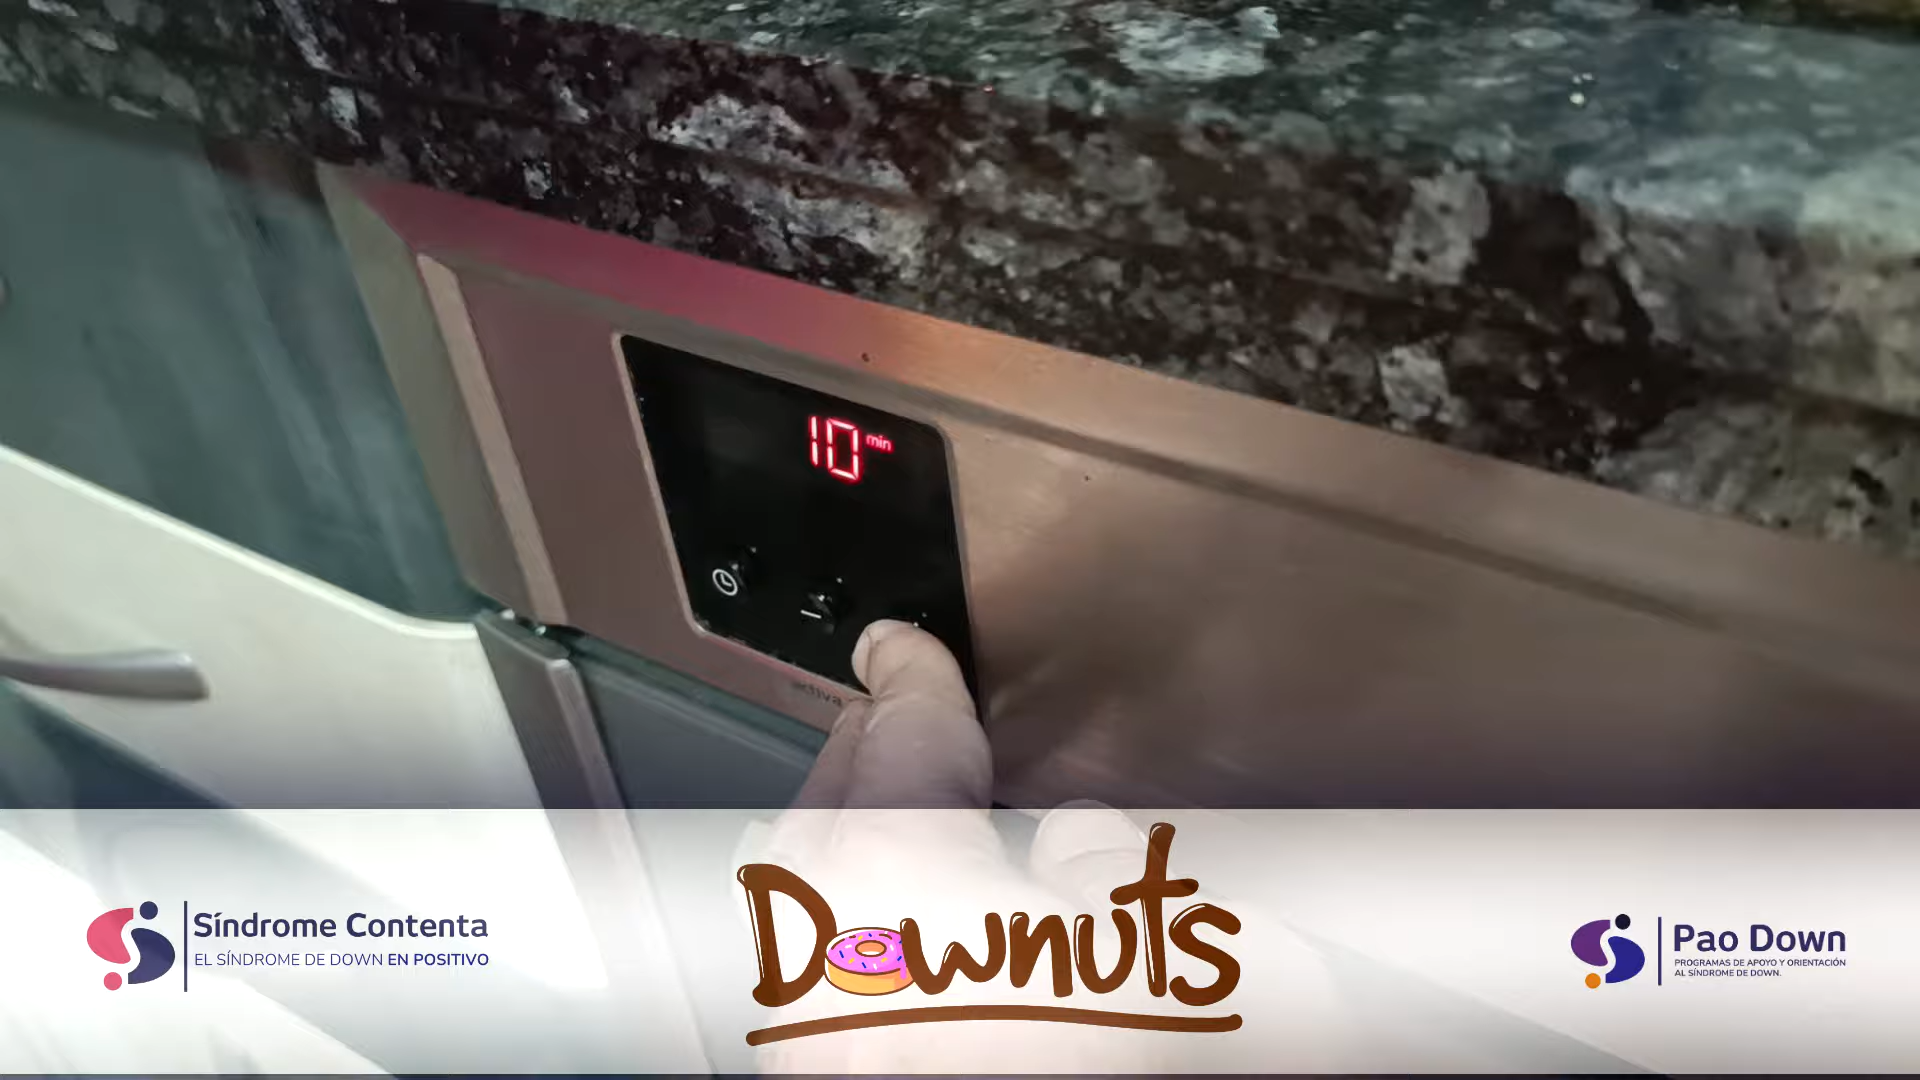 10 min
Síndrome Contenta
EL SÍNDROME DE DOWN EN POSITIVO
Downuts
Pao Down
PROGRAMAS DE APOYO Y ORIENTACIÓN
AL SÍNDROME DE DOWN.